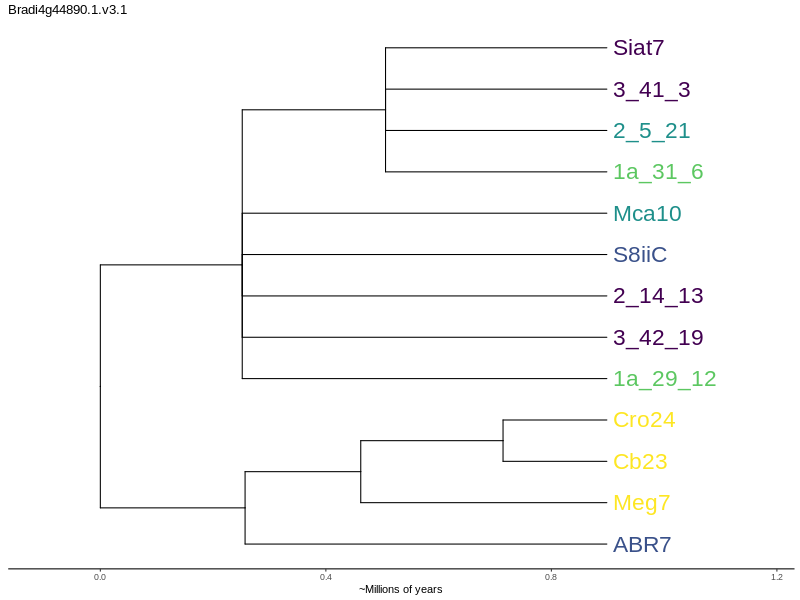 Bradi4g44890.1.v3.1
Siat7
3_41_3
2_5_21
1a_31_6
Mca10
S8iiC
2_14_13
3_42_19
1a_29_12
Cro24
Cb23
Meg7
ABR7
0.0 0.4 0.8 1.2
~Millions of years